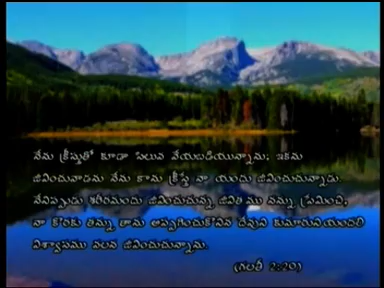 నేను క్రీస్తుతో కూడా సిలువ వేయబడియున్నాను; ఇకను
జీవించువాడను నేను కాను క్రీస్తే నా యందు జీవించుచున్నాడు.
నేనిప్పుడు శరీరమందు జీవించుచున్న జీవితము నన్ను ప్రేమించి,
నా కొరకు తన్ను తాను అప్పగించుకొనిన దేవుని కుమారునియందలి
విశ్వాసము వలన జీవించుచున్నాను.
(గలతీ 2:20)